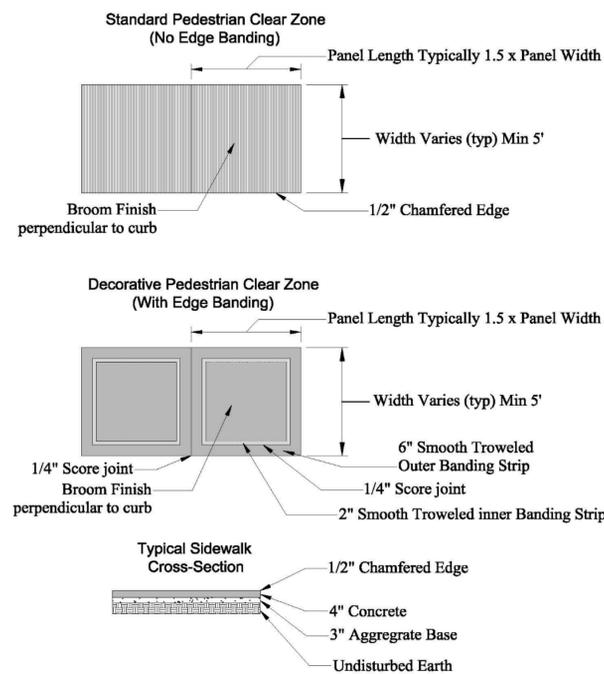 Standard Pedestrian Clear Zone
(No Edge Banding)
Panel Length Typically 1.5 x Panel Width
Width Varies (typ) Min 5'
Broom Finish
perpendicular to curb
1/2" Chamfered Edge
Decorative Pedestrian Clear Zone
(With Edge Banding)
Panel Length Typically 1.5 x Panel Width
Width Varies (typ) Min 5'
6" Smooth Troweled
Outer Banding Strip
1/4" Score joint
Broom Finish
perpendicular to curb
1/4" Score joint
2" Smooth Troweled inner Banding Strip
Typical Sidewalk
Cross-Section
1/2" Chamfered Edge
4" Concrete
3" Aggregrate Base
Undisturbed Earth